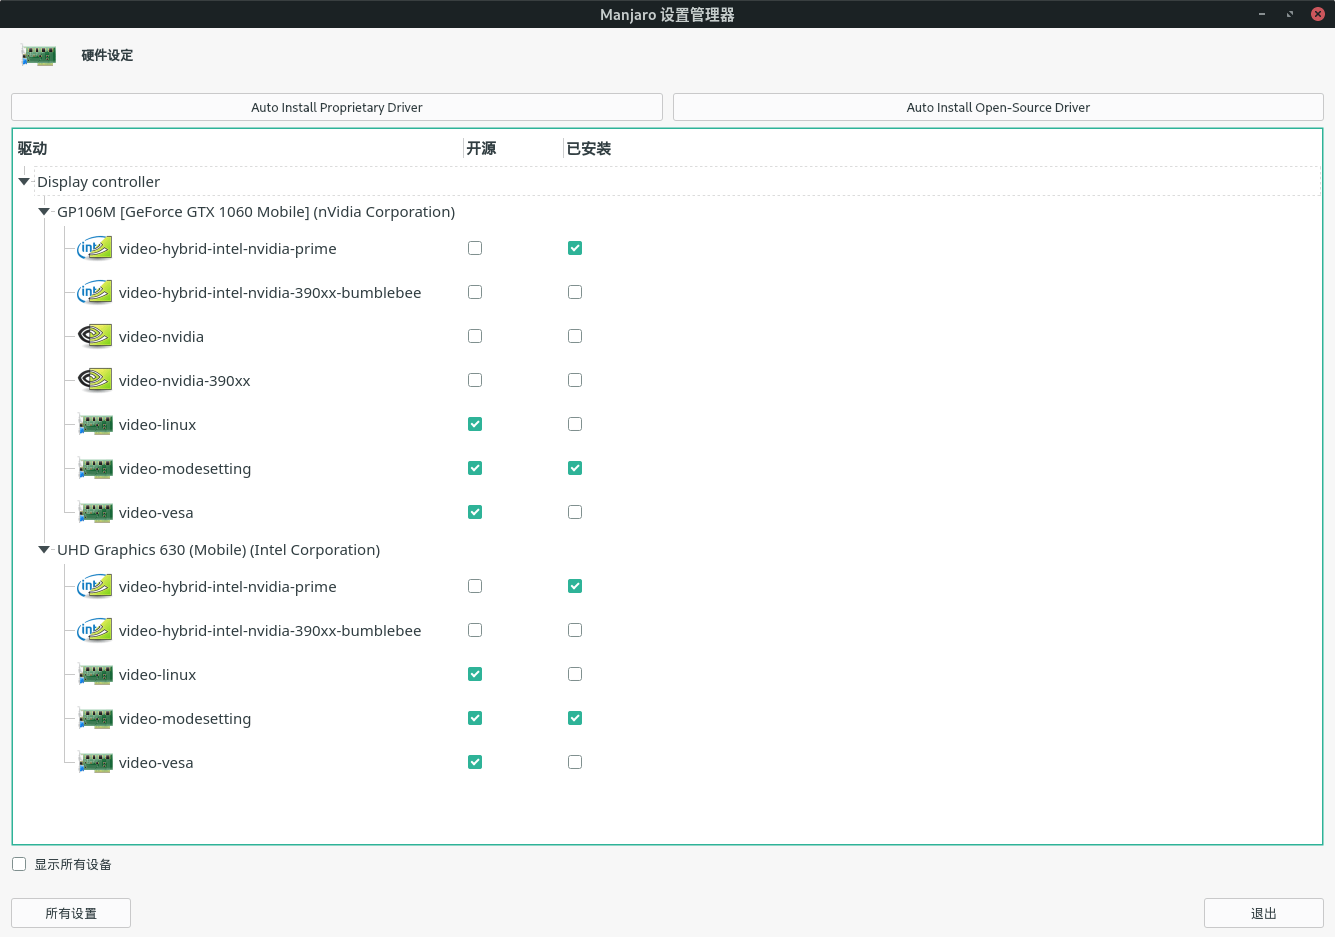 Manjaro 设置管理器
硬件设定
Auto Install Proprietary Driver
Auto Install Open-Source Driver
驱动 开源 已安装
Display controller
GP106M [GeForce GTX 1060 Mobile] (nVidia Corporation)
video-hybrid-intel-nvidia-prime
video-hybrid-intel-nvidia-390xx-bumblebee
video-nvidia
video-nvidia-390xx
video-linux
video-modesetting
video-vesa
UHD Graphics 630 (Mobile) (Intel Corporation)
video-hybrid-intel-nvidia-prime
video-hybrid-intel-nvidia-390xx-bumblebee
video-linux
video-modesetting
video-vesa
显示所有设备
所有设置
退出